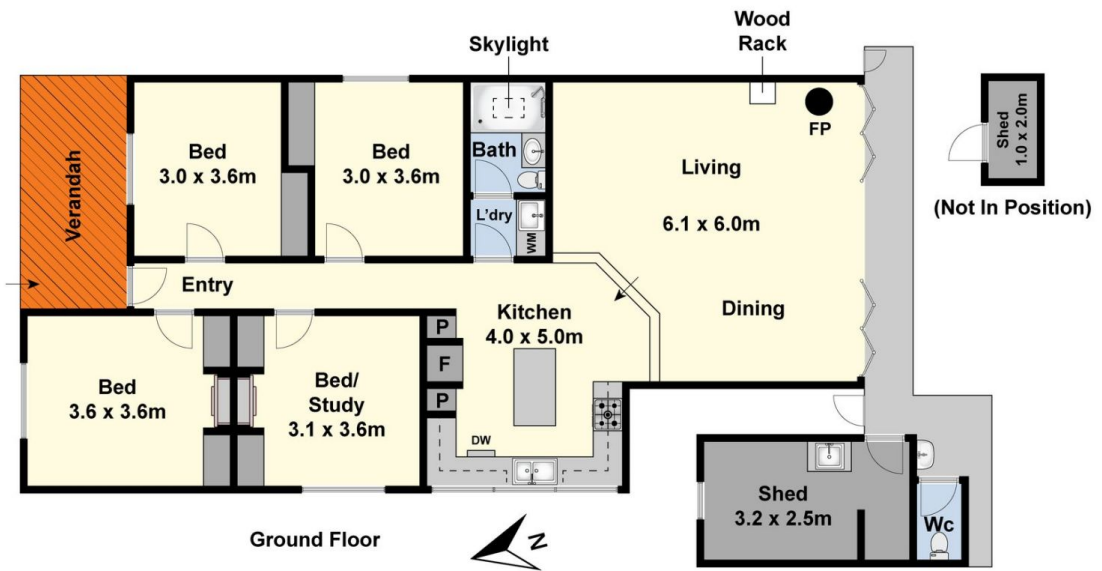 Wood
Rack
Skylight
Verandah
Bed
3.0 x 3.6m
Bed
3.0 x 3.6m
Bath
L'dry
WM
Living
6.1 x 6.0m
Dining
FP
Shed
1.0 x 2.0m
(Not In Position)
Entry
Kitchen
4.0 x 5.0m
P
F
P
DW
Bed
3.6 x 3.6m
Bed/
Study
3.1 x 3.6m
Shed
3.2 x 2.5m
Wc
Ground Floor
N